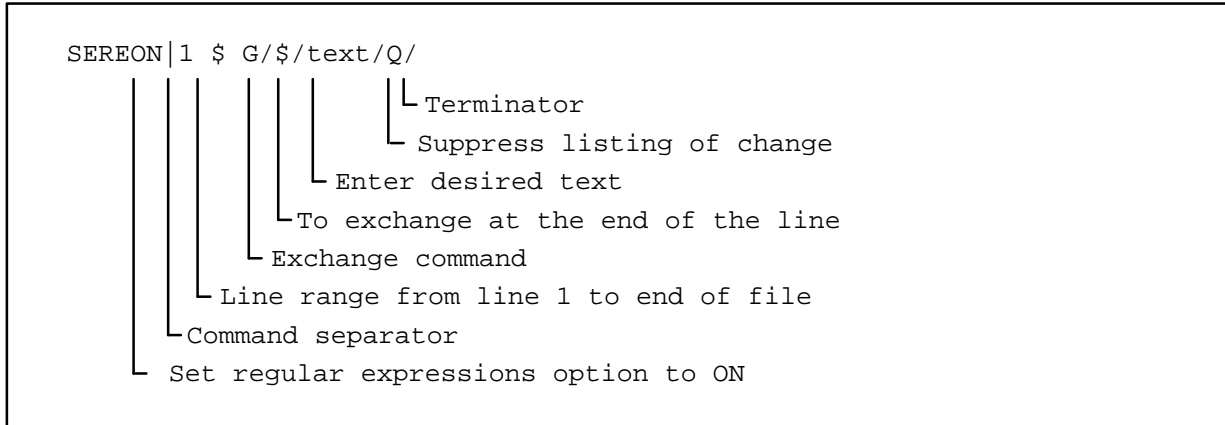 SEREON|1 $ G/$/text/Q/
Terminator
Suppress listing of change
Enter desired text
To exchange at the end of the line
Exchange command
Line range from line 1 to end of file
Command separator
Set regular expressions option to ON